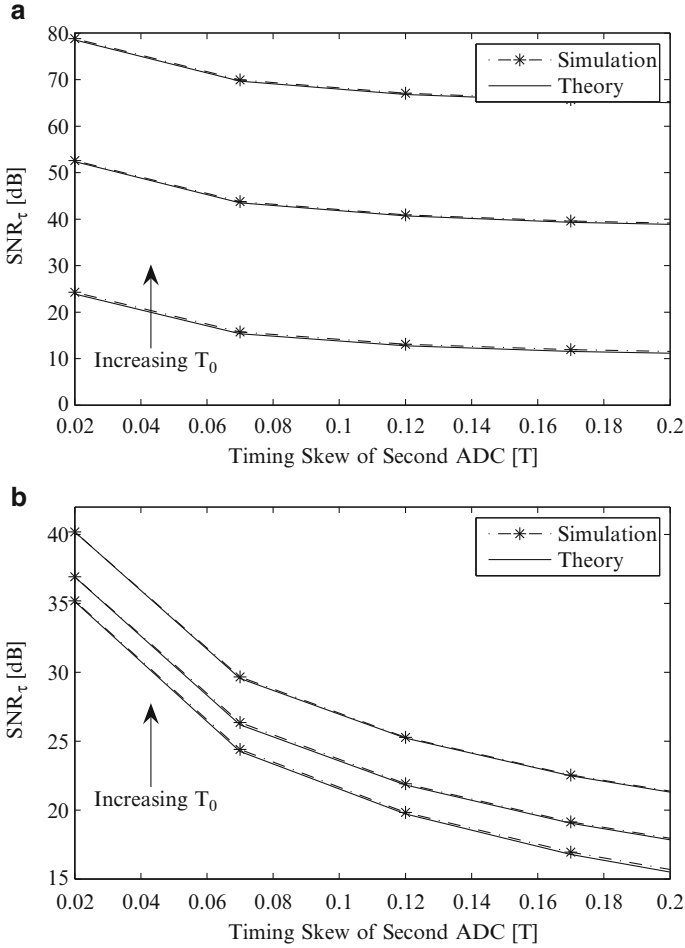 a
80
70
60
50
40
30
20
10
0
SNRτ [dB]
Simulation
Theory
Increasing T0
0.02 0.04 0.06 0.08 0.1 0.12 0.14 0.16 0.18 0.2
Timing Skew of Second ADC [T]
b
40
35
30
25
20
15
SNRτ [dB]
Simulation
Theory
Increasing T0
0.02 0.04 0.06 0.08 0.1 0.12 0.14 0.16 0.18 0.2
Timing Skew of Second ADC [T]